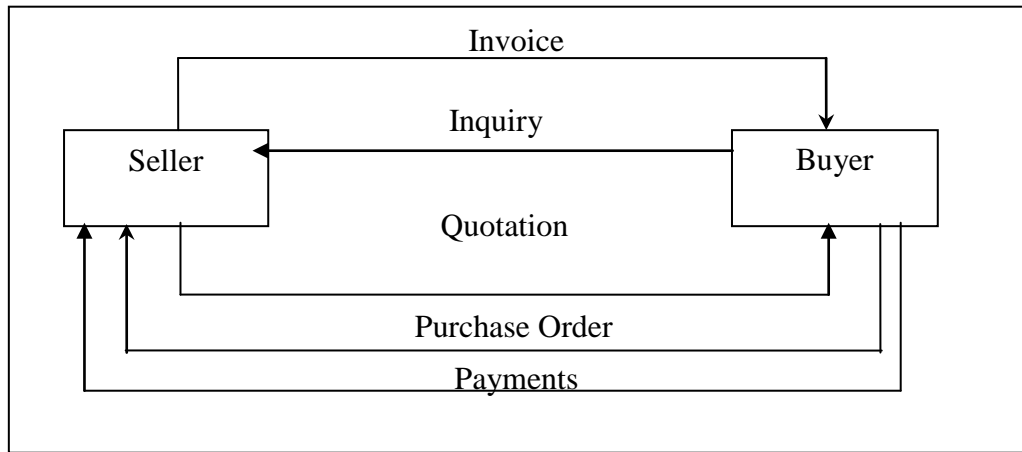 Invoice
Inquiry
Seller
Buyer
Quotation
Purchase Order
Payments